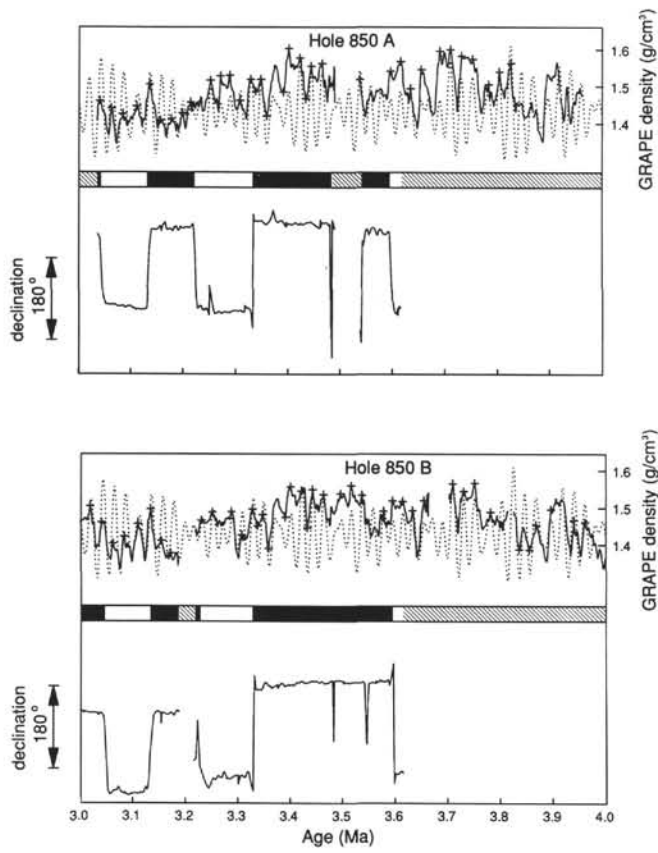 Hole 850 A
1.6
1.5
1.4
GRAPE density (g/cm³)
declination
180°
Hole 850 B
1.6
1.5
1.4
GRAPE density (g/cm³)
declination
180°
3.0 3.1 3.2 3.3 3.4 3.5 3.6 3.7 3.8 3.9 4.0
Age (Ma)